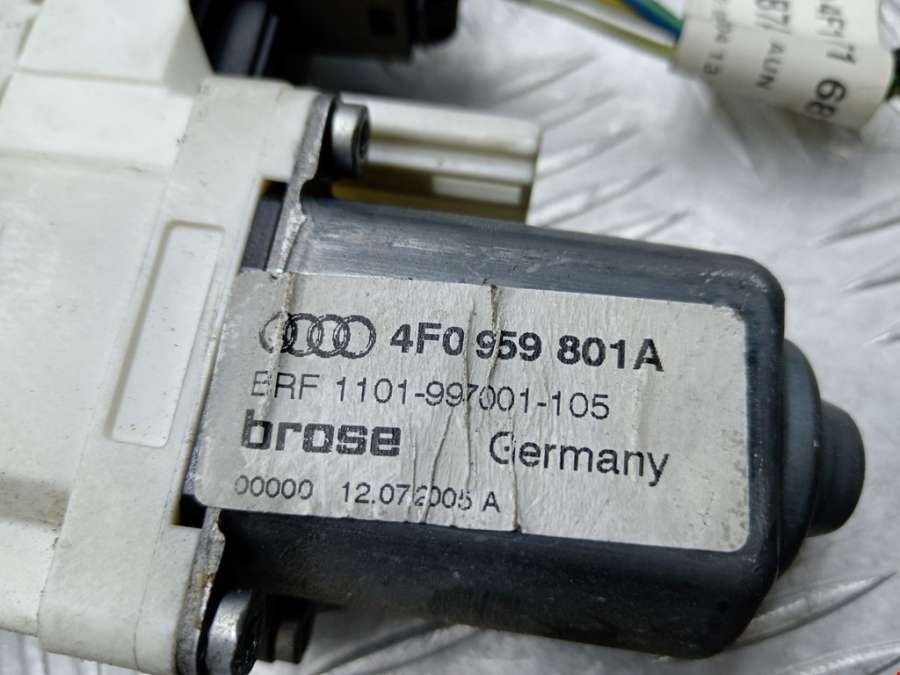 4F0 959 801A
BRF 1101-997001-105
brose Germany
00000 12.07.2005 A